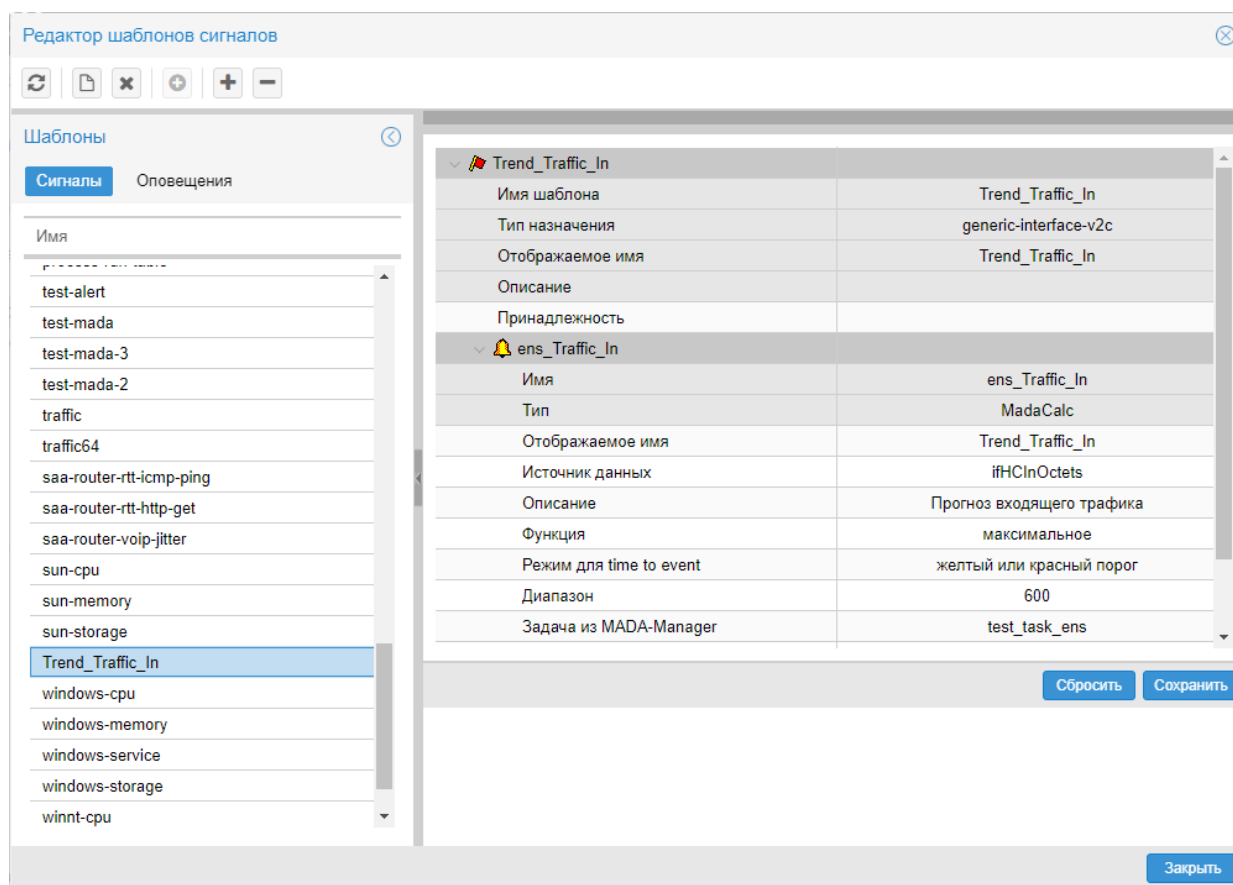 Редактор шаблонов сигналов
Шаблоны
Сигналы Оповещения
Имя
test-alert
test-mada
test-mada-3
test-mada-2
traffic
traffic64
saa-router-rtt-icmp-ping
saa-router-rtt-http-get
saa-router-voip-jitter
sun-cpu
sun-memory
sun-storage
Trend_Traffic_In
windows-cpu
windows-memory
windows-service
windows-storage
winnt-cpu
Trend_Traffic_In
Имя шаблона Trend_Traffic_In
Тип назначения generic-interface-v2c
Отображаемое имя Trend_Traffic_In
Описание
Принадлежность
ens_Traffic_In
Имя ens_Traffic_In
Тип MadaCalc
Отображаемое имя Trend_Traffic_In
Источник данных ifHCInOctets
Описание Прогноз входящего трафика
Функция максимальное
Режим для time to event желтый или красный порог
Диапазон 600
Задача из MADA-Manager test_task_ens
Сбросить Сохранить
Закрыть